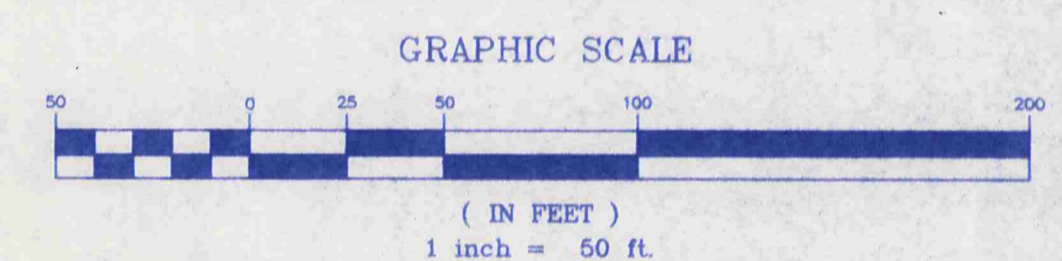 GRAPHIC SCALE
50 0 25 50 100 200
( IN FEET )
1 inch = 50 ft.